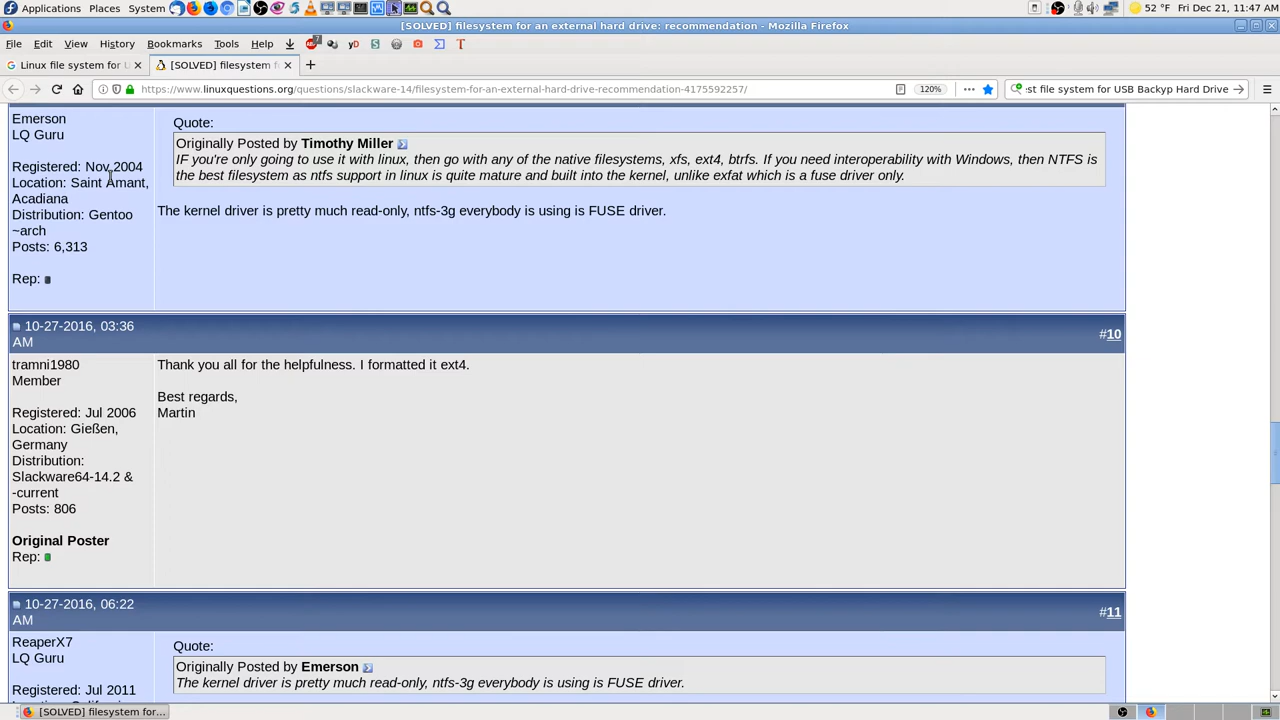 Applications Places System 52 °F Fri Dec 21, 11:47 AM
[SOLVED] filesystem for an external hard drive: recommendation - Mozilla Firefox
File Edit View History Bookmarks Tools Help 7 yD S T
Linux file system for U × [SOLVED] filesystem f × +
https://www.linuxquestions.org/questions/slackware-14/filesystem-for-an-external-hard-drive-recommendation-4175592257/ 120% ··· st file system for USB Backyp Hard Drive
Emerson
LQ Guru
Registered: Nov 2004
Location: Saint Amant,
Acadiana
Distribution: Gentoo
~arch
Posts: 6,313
Rep:
Quote:
Originally Posted by Timothy Miller
IF you're only going to use it with linux, then go with any of the native filesystems, xfs, ext4, btrfs. If you need interoperability with Windows, then NTFS is
the best filesystem as ntfs support in linux is quite mature and built into the kernel, unlike exfat which is a fuse driver only.
The kernel driver is pretty much read-only, ntfs-3g everybody is using is FUSE driver.
10-27-2016, 03:36
AM
#10
tramni1980
Member
Registered: Jul 2006
Location: Gießen,
Germany
Distribution:
Slackware64-14.2 &
-current
Posts: 806
Original Poster
Rep:
Thank you all for the helpfulness. I formatted it ext4.
Best regards,
Martin
10-27-2016, 06:22
AM
#11
ReaperX7
LQ Guru
Registered: Jul 2011
Quote:
Originally Posted by Emerson
The kernel driver is pretty much read-only, ntfs-3g everybody is using is FUSE driver.
[SOLVED] filesystem for...